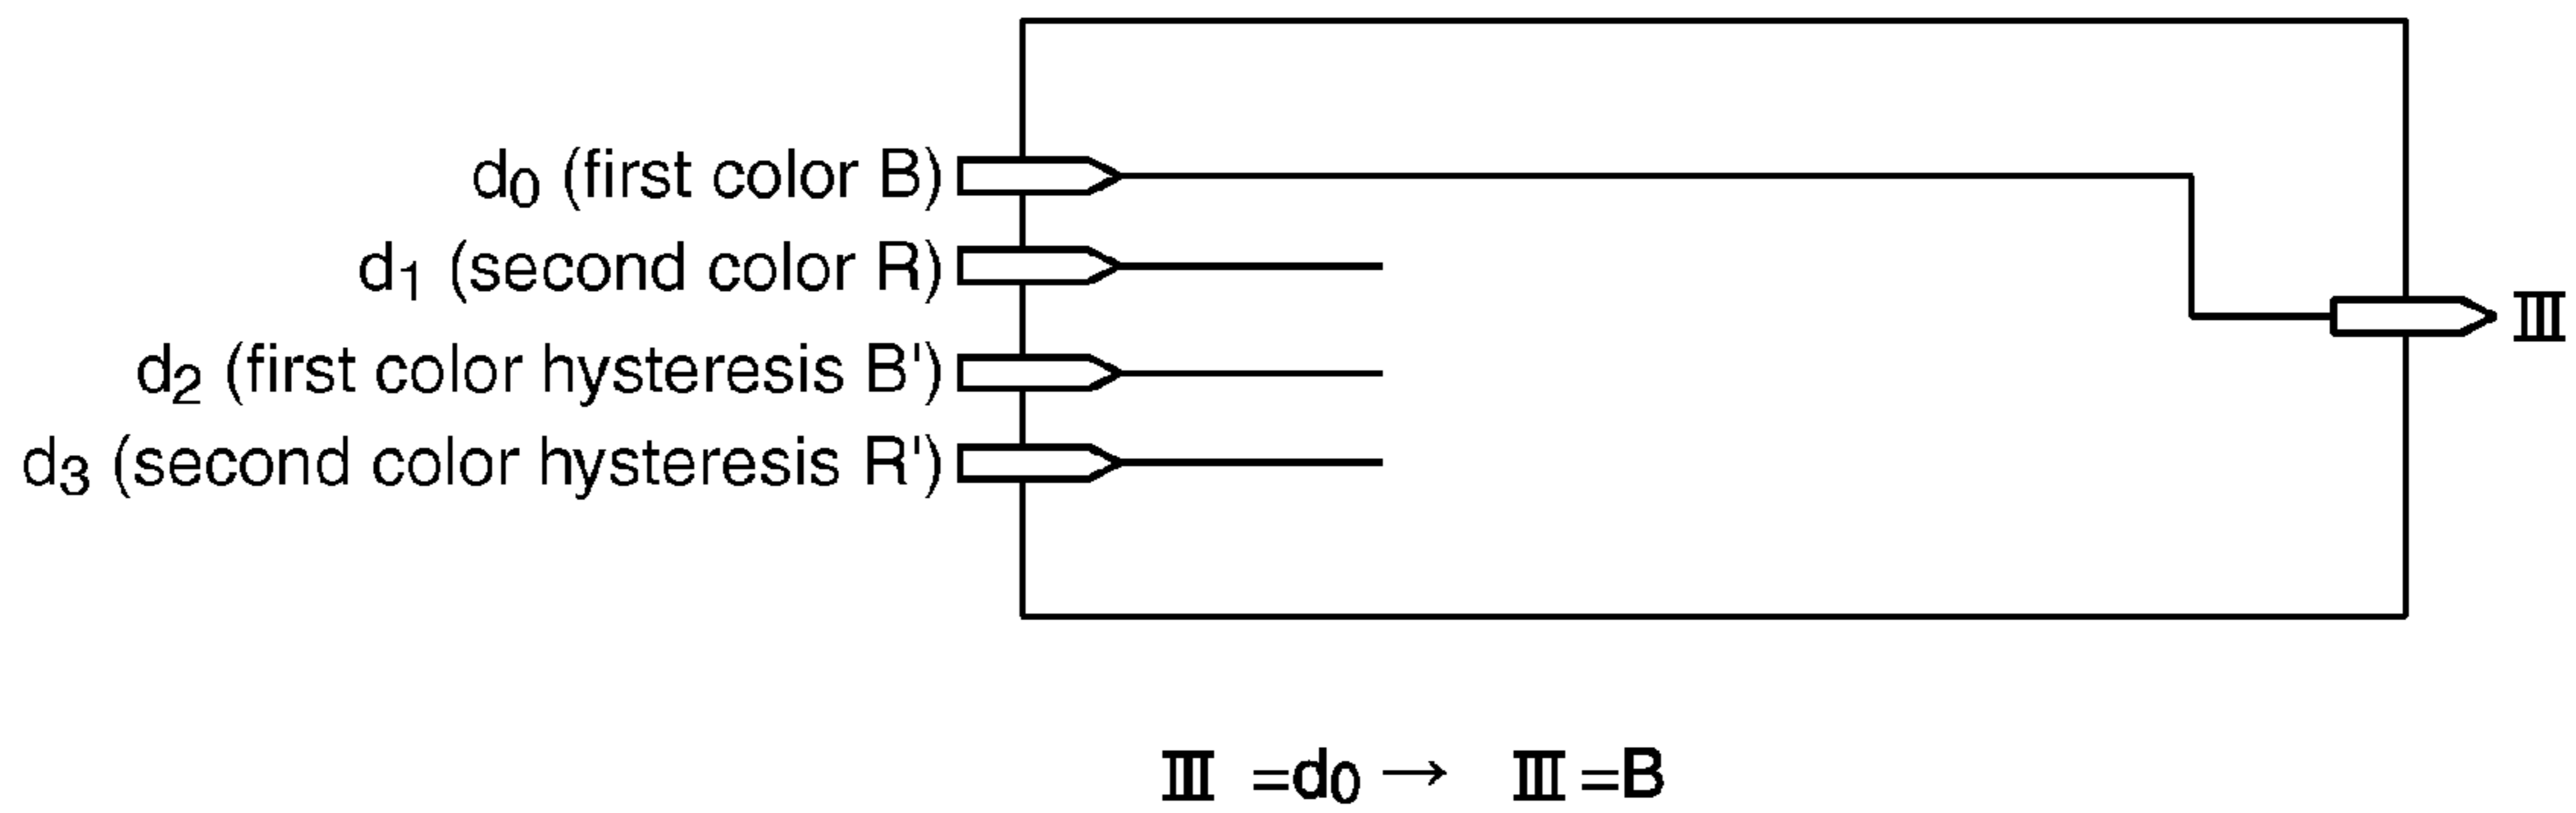 d0 (first color B)
d1 (second color R)
III
d2 (first color hysteresis B')
d3 (second color hysteresis R')
III =d0 → III =B